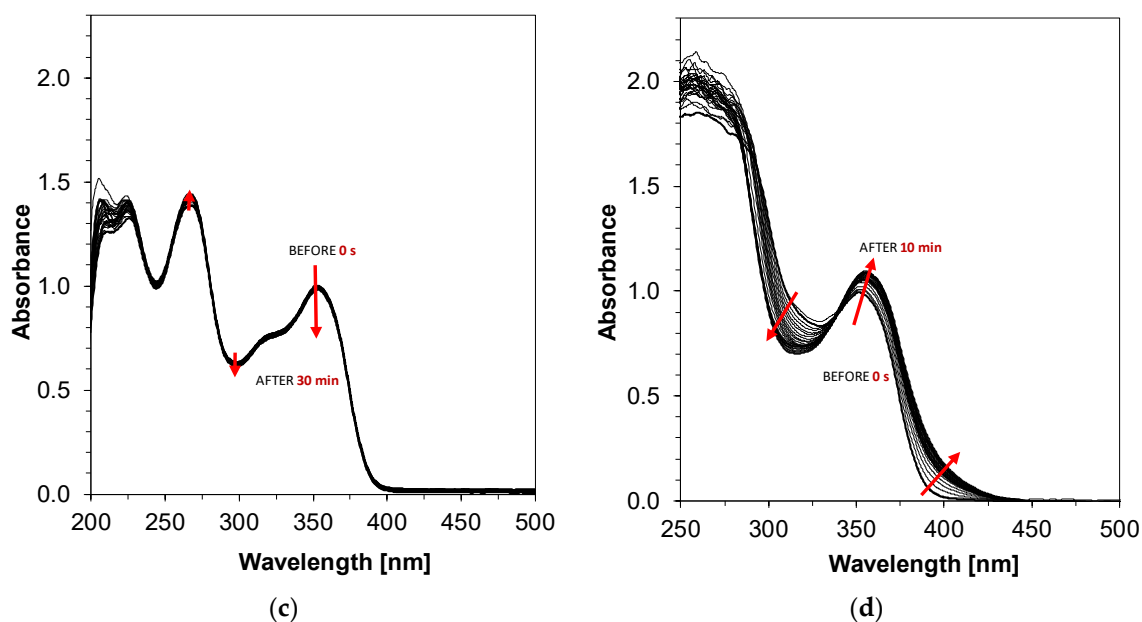 2.0
1.5
1.0
0.5
0.0
Absorbance
BEFORE 0 s
AFTER 30 min
200 250 300 350 400 450 500
Wavelength [nm]
(c)
2.0
1.5
1.0
0.5
0.0
Absorbance
AFTER 10 min
BEFORE 0 s
250 300 350 400 450 500
Wavelength [nm]
(d)